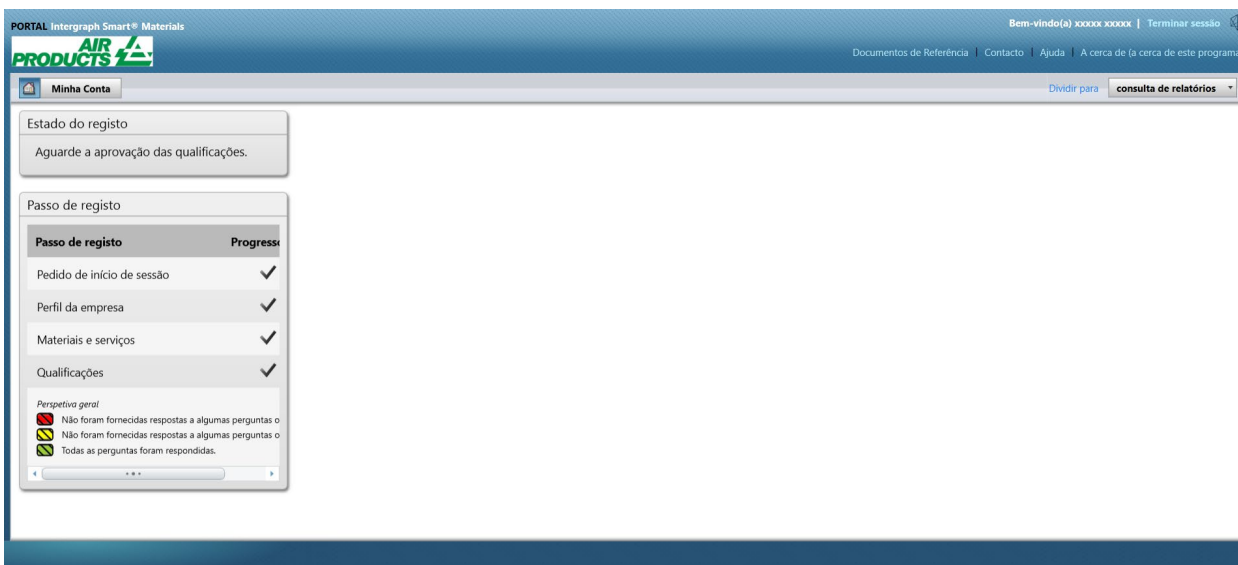 PORTAL Intergraph Smart® Materials
Bem-vindo(a) xxxxx xxxxx | Terminar sessão
AIR
PRODUCTS
Documentos de Referência | Contacto | Ajuda | A cerca de (a cerca de este programa
Minha Conta
Dividir para consulta de relatórios
Estado do registo
Aguarde a aprovação das qualificações.
Passo de registo
Passo de registo Progresso
Pedido de início de sessão
Perfil da empresa
Materiais e serviços
Qualificações
Perspetiva geral
Não foram fornecidas respostas a algumas perguntas o
Não foram fornecidas respostas a algumas perguntas o
Todas as perguntas foram respondidas.